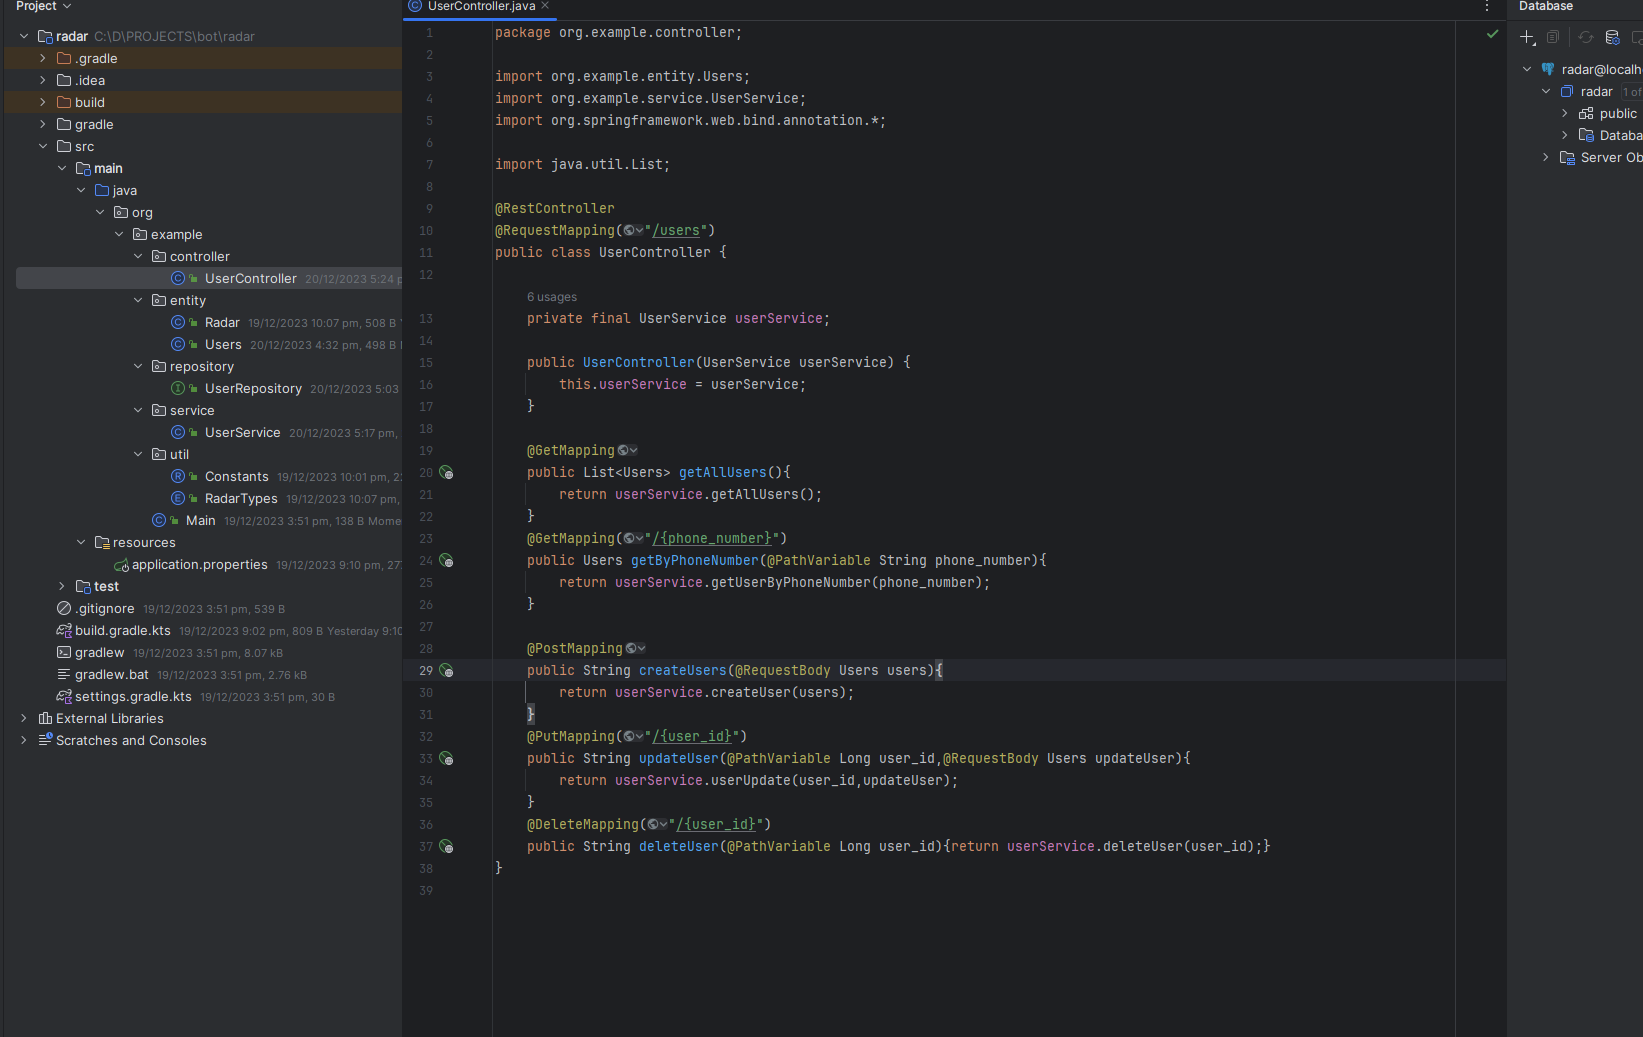 Project
radar C:\D\PROJECTS\bot\radar
.gradle
.idea
build
gradle
src
main
java
org
example
controller
UserController 20/12/2023 5:24 p
entity
Radar 19/12/2023 10:07 pm, 508 B
Users 20/12/2023 4:32 pm, 498 B
repository
UserRepository 20/12/2023 5:03
service
UserService 20/12/2023 5:17 pm,
util
Constants 19/12/2023 10:01 pm, 2
RadarTypes 19/12/2023 10:07 pm,
Main 19/12/2023 3:51 pm, 138 B Mome
resources
application.properties 19/12/2023 9:10 pm, 27
test
.gitignore 19/12/2023 3:51 pm, 539 B
build.gradle.kts 19/12/2023 9:02 pm, 809 B Yesterday 9:10
gradlew 19/12/2023 3:51 pm, 8.07 kB
gradlew.bat 19/12/2023 3:51 pm, 2.76 kB
settings.gradle.kts 19/12/2023 3:51 pm, 30 B
External Libraries
Scratches and Consoles
UserController.java
1 package org.example.controller;
2
3 import org.example.entity.Users;
4 import org.example.service.UserService;
5 import org.springframework.web.bind.annotation.*;
6
7 import java.util.List;
8
9 @RestController
10 @RequestMapping("/users")
11 public class UserController {
12
6 usages
13 private final UserService userService;
14
15 public UserController(UserService userService) {
16 this.userService = userService;
17 }
18
19 @GetMapping
20 public List<Users> getAllUsers(){
21 return userService.getAllUsers();
22 }
23 @GetMapping("/{phone_number}")
24 public Users getByPhoneNumber(@PathVariable String phone_number){
25 return userService.getUserByPhoneNumber(phone_number);
26 }
27
28 @PostMapping
29 public String createUsers(@RequestBody Users users){
30 return userService.createUser(users);
31 }
32 @PutMapping("/{user_id}")
33 public String updateUser(@PathVariable Long user_id,@RequestBody Users updateUser){
34 return userService.userUpdate(user_id,updateUser);
35 }
36 @DeleteMapping("/{user_id}")
37 public String deleteUser(@PathVariable Long user_id){return userService.deleteUser(user_id);}
38 }
39
Database
radar@localh
radar 1 of
public
Databa
Server Ob